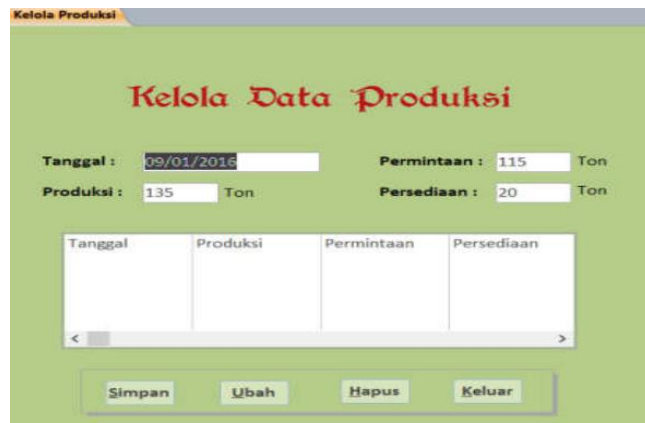 Kelola Produksi
Kelola Data Produksi
Tanggal : 09/01/2016 Permintaan : 115 Ton
Produksi : 135 Ton Persediaan : 20 Ton
Tanggal Produksi Permintaan Persediaan
Simpan Ubah Hapus Keluar